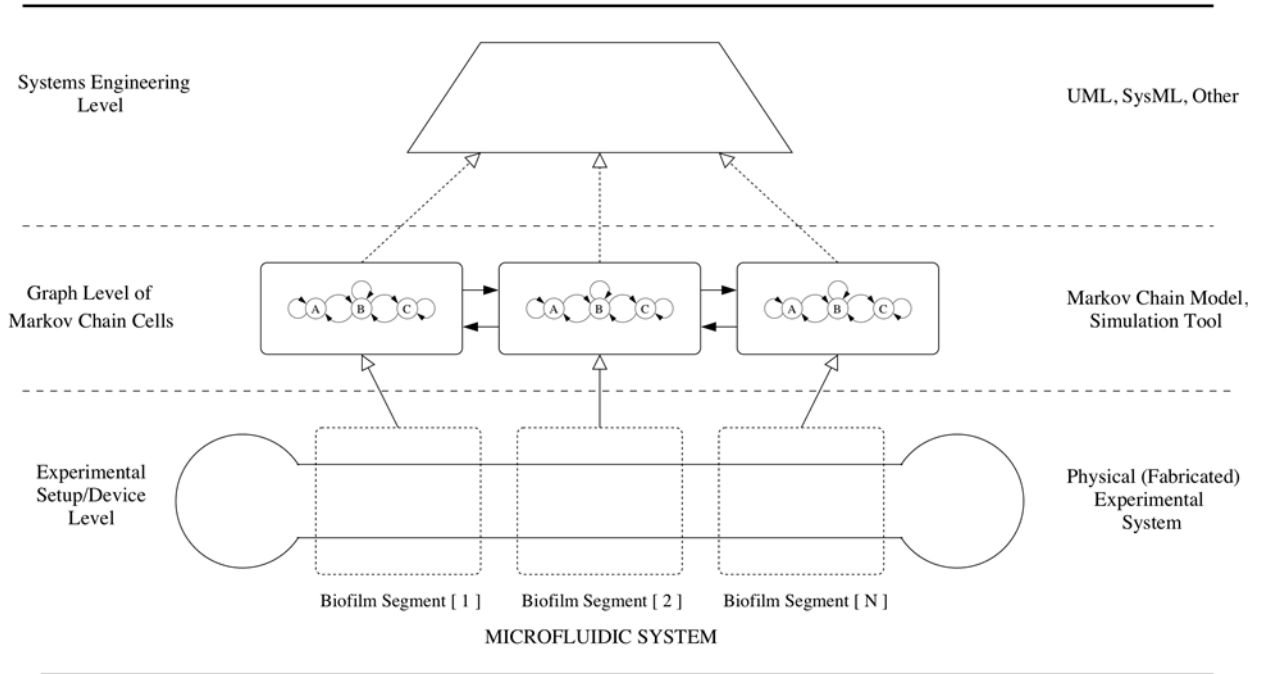 Systems Engineering
Level
UML, SysML, Other
Graph Level of
Markov Chain Cells
A B C
A B C
A B C
Markov Chain Model,
Simulation Tool
Experimental
Setup/Device
Level
Physical (Fabricated)
Experimental
System
Biofilm Segment [ 1 ]
Biofilm Segment [ 2 ]
Biofilm Segment [ N ]
MICROFLUIDIC SYSTEM